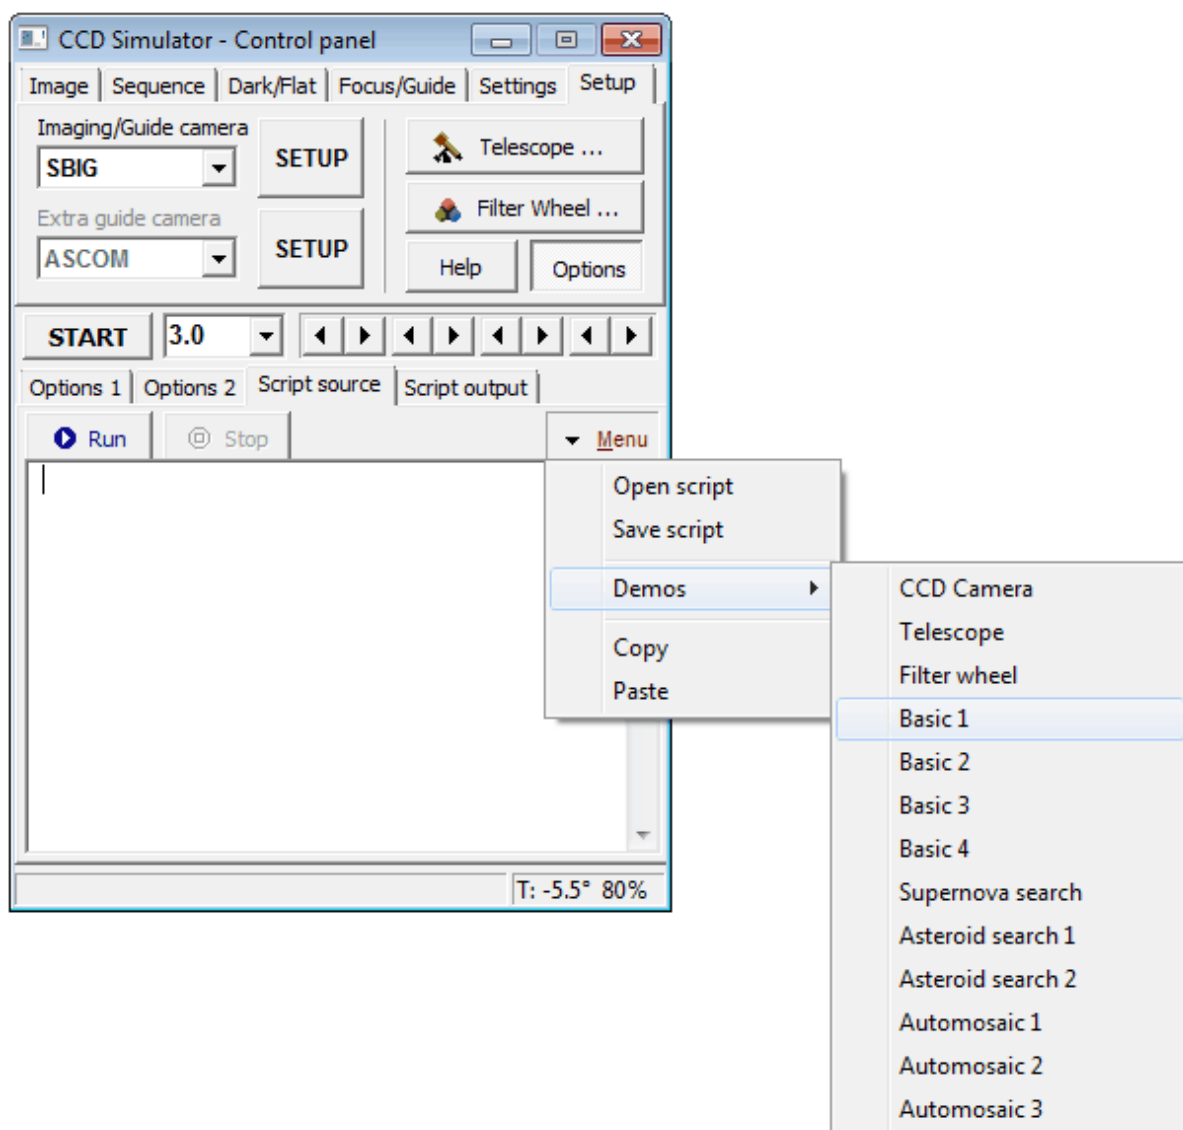 CCD Simulator - Control panel
Image Sequence Dark/Flat Focus/Guide Settings Setup
Imaging/Guide camera
SBIG
SETUP
Telescope ...
Extra guide camera
ASCOM
SETUP
Filter Wheel ...
Help
Options
START 3.0
Options 1 Options 2 Script source Script output
Run Stop Menu
Open script
Save script
Demos
Copy
Paste
CCD Camera
Telescope
Filter wheel
Basic 1
Basic 2
Basic 3
Basic 4
Supernova search
Asteroid search 1
Asteroid search 2
Automosaic 1
Automosaic 2
Automosaic 3
T: -5.5° 80%